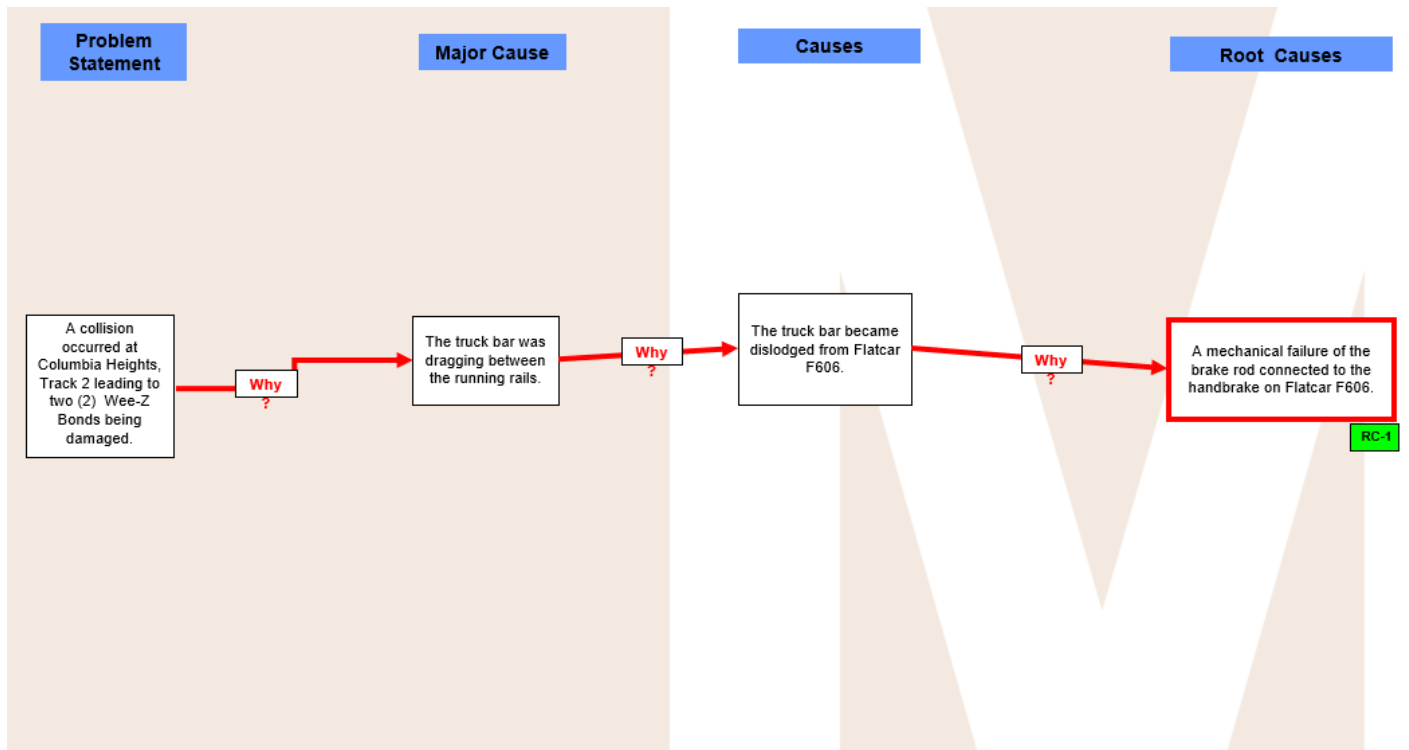 Problem
Statement
Major Cause
Causes
Root Causes
A collision
occurred at
Columbia Heights,
Track 2 leading to
two (2) Wee-Z
Bonds being
damaged.
Why
?
The truck bar was
dragging between
the running rails.
Why
?
The truck bar became
dislodged from Flatcar
F606.
Why
?
A mechanical failure of the
brake rod connected to the
handbrake on Flatcar F606.
RC-1